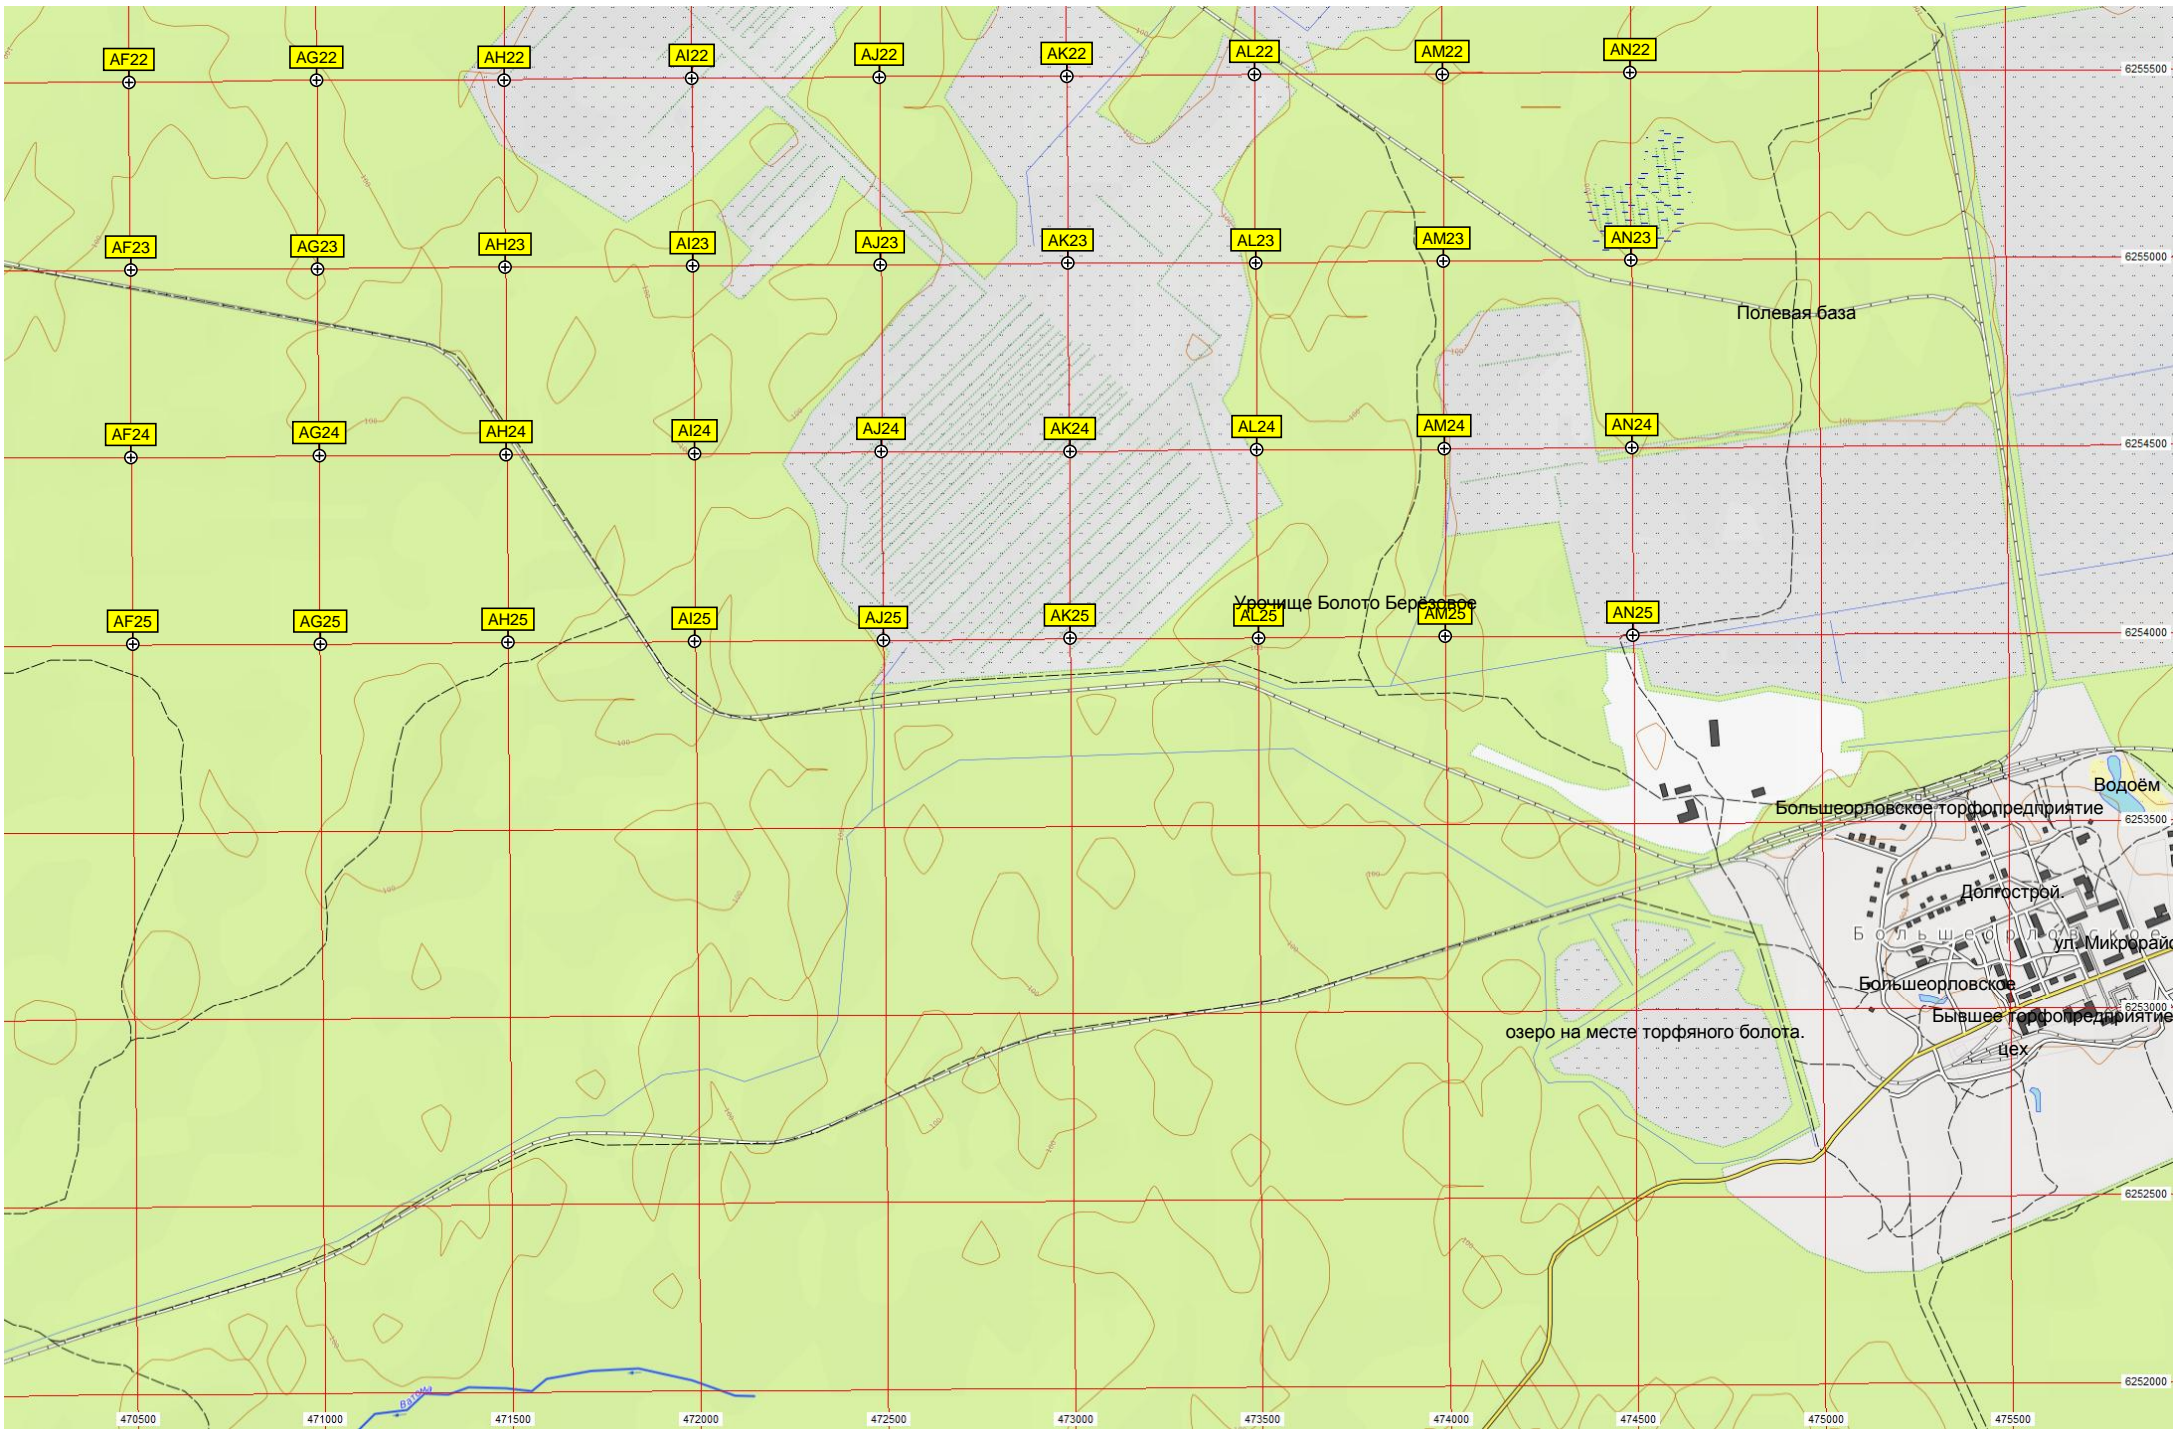 AF22 AG22 AH22 AI22 AJ22 AK22 AL22 AM22 AN22
6255500
AF23 AG23 AH23 AI23 AJ23 AK23 AL23 AM23 AN23
6255000
Полевая база
AF24 AG24 AH24 AI24 AJ24 AK24 AL24 AM24 AN24
6254500
Урочище Болото Берёзовое
AF25 AG25 AH25 AI25 AJ25 AK25 AL25 AM25 AN25
6254000
Водоём
Большеорловское торфопредприятие
6253500
Долгострой.
Большеорловское
ул. Микрорайо
Большеорловское
6253000
Бывшее торфопредприятие
озеро на месте торфяного болота.
цех
6252500
6252000
Ватома
470500 471000 471500 472000 472500 473000 473500 474000 474500 475000 475500